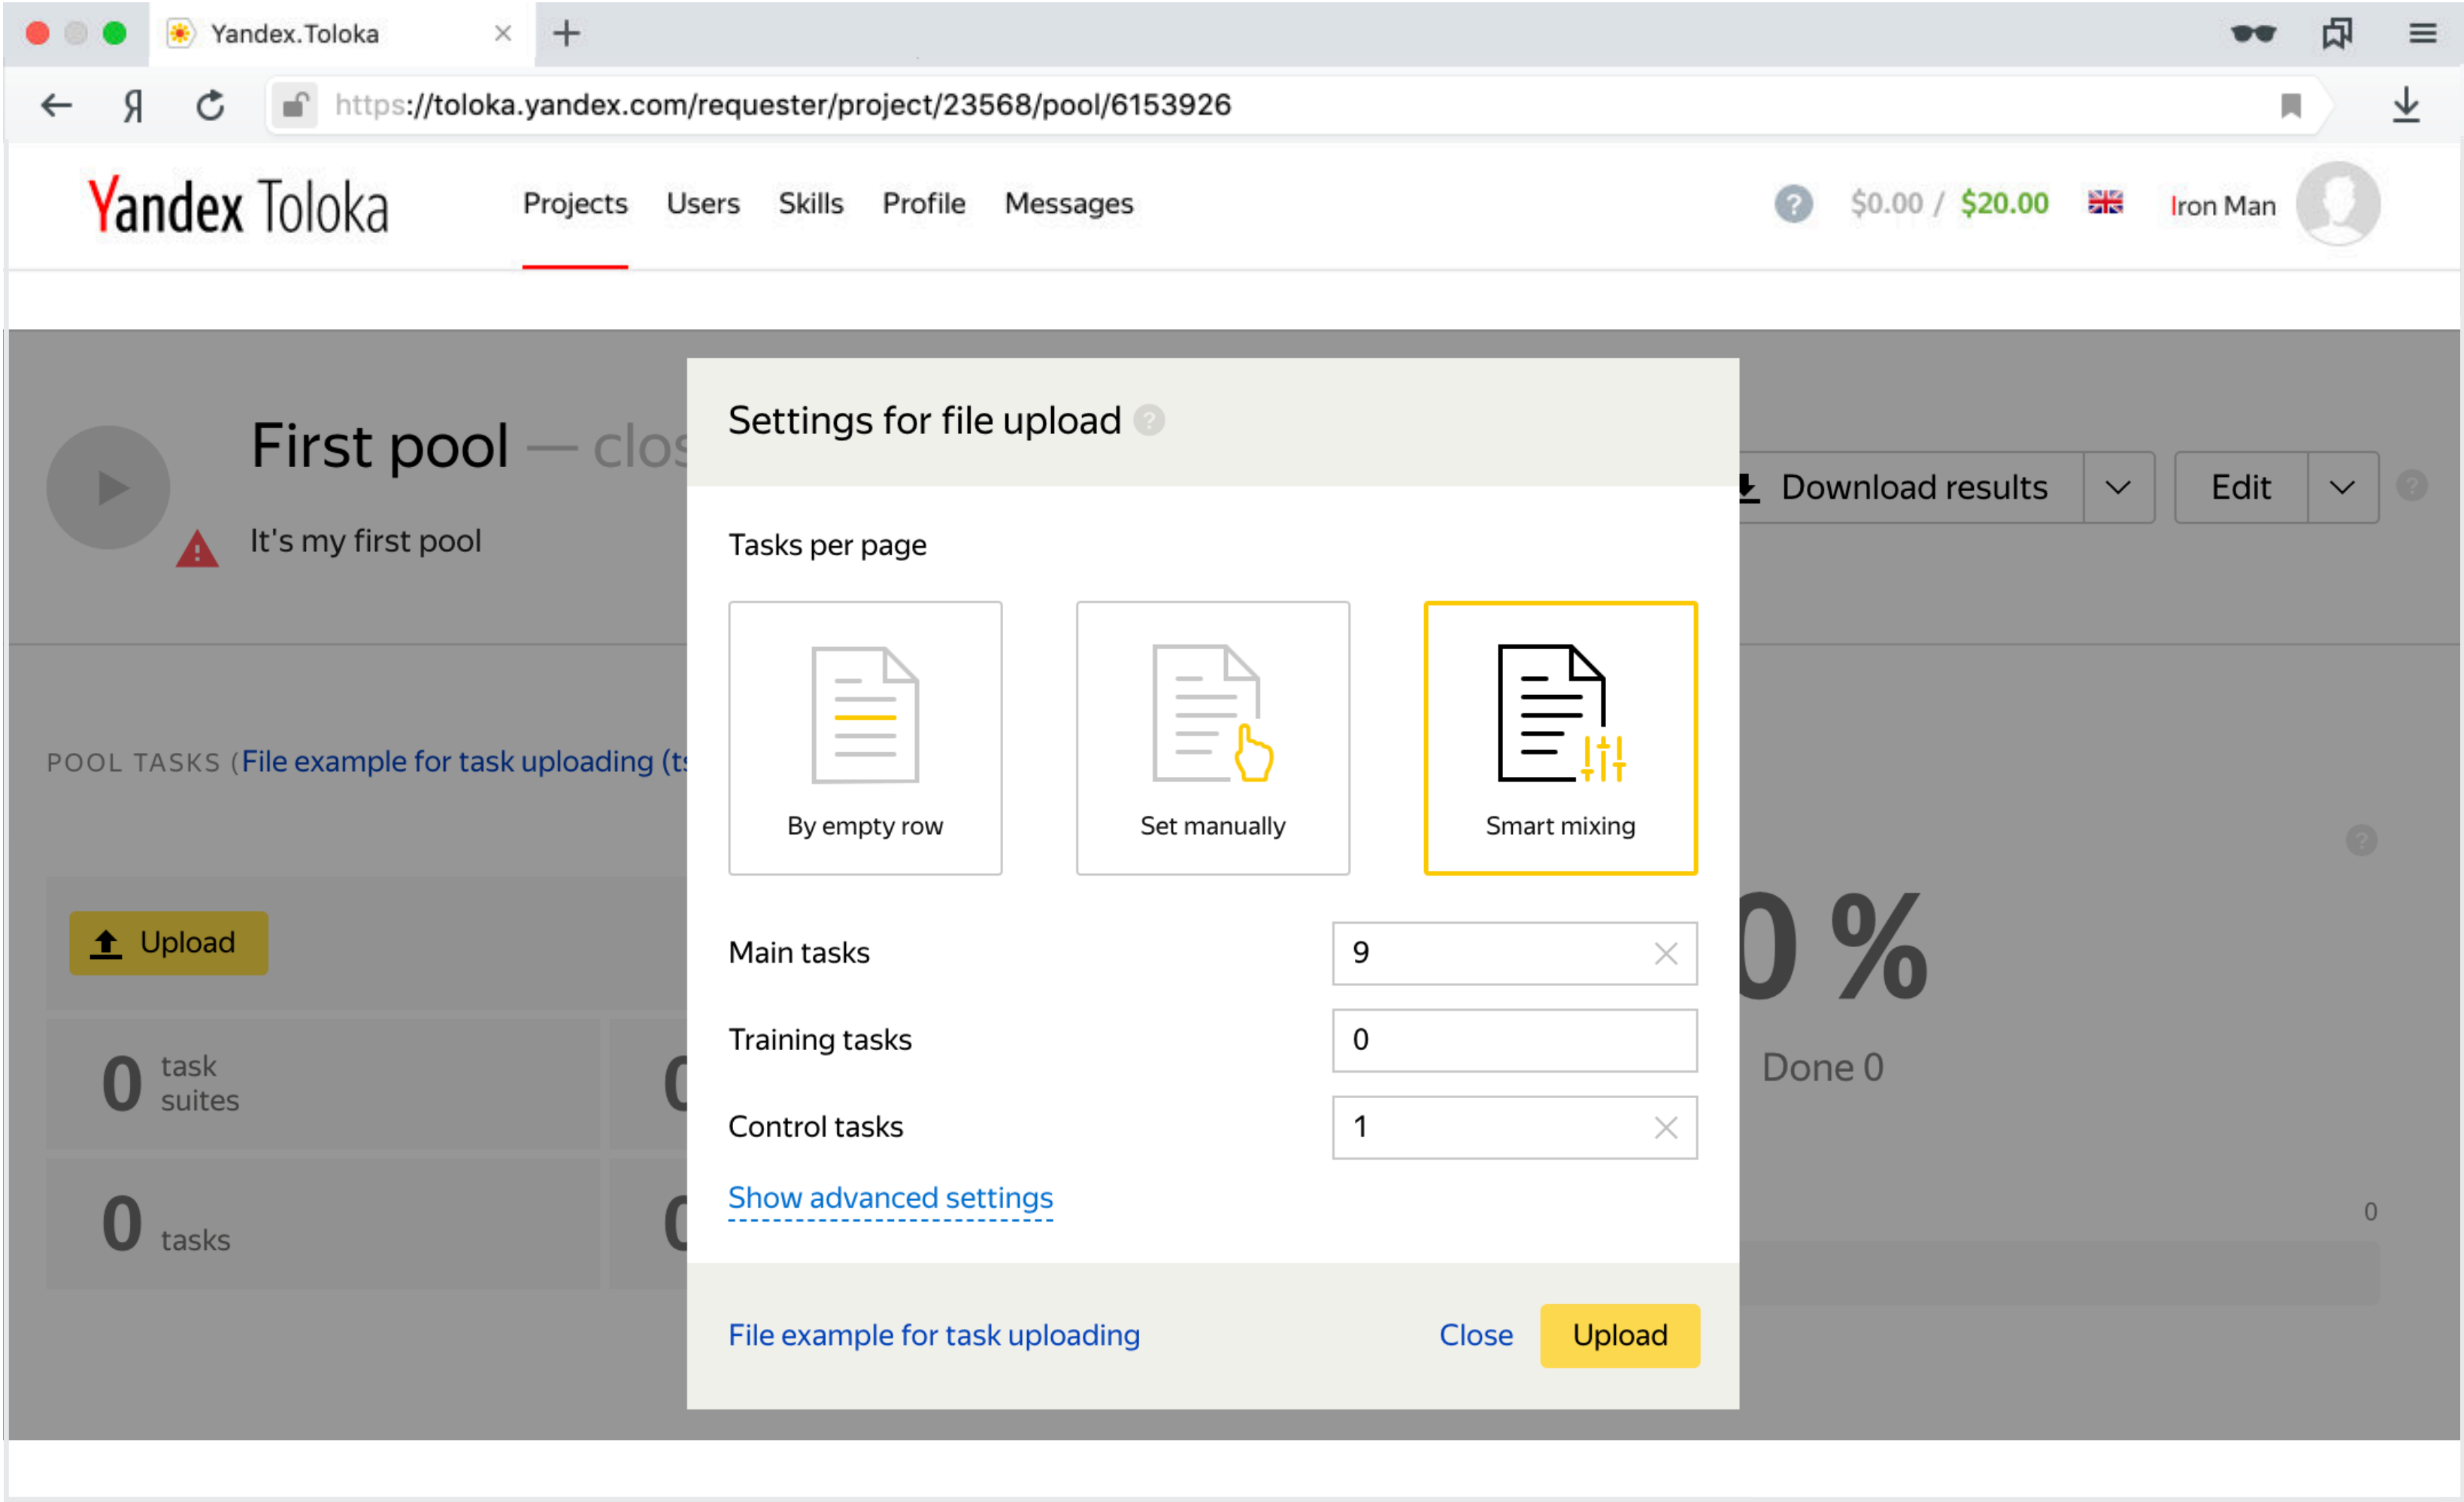 Yandex.Toloka
Я https://toloka.yandex.com/requester/project/23568/pool/6153926
Yandex Toloka Projects Users Skills Profile Messages ? $0.00 / $20.00 Iron Man
Settings for file upload ?
First pool — clos
Download results Edit ?
It's my first pool
Tasks per page
By empty row Set manually Smart mixing
POOL TASKS (File example for task uploading (ts
?
Upload
0 %
Main tasks 9
Training tasks 0
0 task
suites
Done 0
Control tasks 1
Show advanced settings
0 tasks
0
File example for task uploading Close Upload